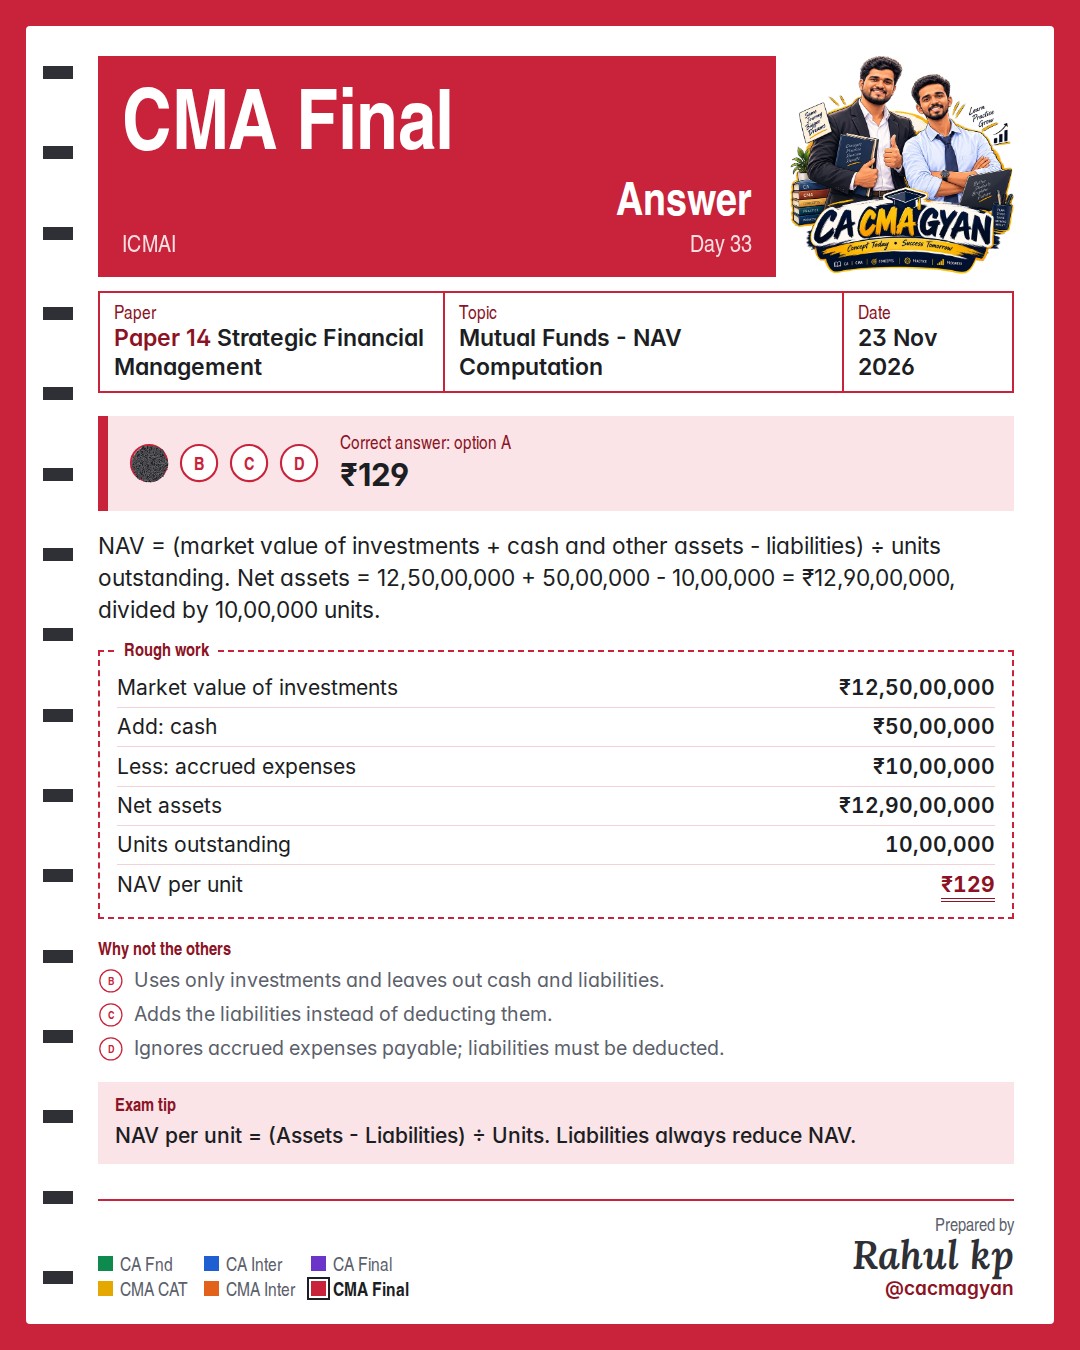 CMA Final
Answer
ICMAI
Day 33
Learn
Practice
Grow
CA CMA GYAN
Concept Today • Success Tomorrow
Paper
Paper 14 Strategic Financial
Management
Topic
Mutual Funds - NAV
Computation
Date
23 Nov
2026
B
C
D
Correct answer: option A
₹129
NAV = (market value of investments + cash and other assets - liabilities) ÷ units
outstanding. Net assets = 12,50,00,000 + 50,00,000 - 10,00,000 = ₹12,90,00,000,
divided by 10,00,000 units.
Rough work
Market value of investments ₹12,50,00,000
Add: cash ₹50,00,000
Less: accrued expenses ₹10,00,000
Net assets ₹12,90,00,000
Units outstanding 10,00,000
NAV per unit ₹129
Why not the others
B Uses only investments and leaves out cash and liabilities.
C Adds the liabilities instead of deducting them.
D Ignores accrued expenses payable; liabilities must be deducted.
Exam tip
NAV per unit = (Assets - Liabilities) ÷ Units. Liabilities always reduce NAV.
CA Fnd CA Inter CA Final
CMA CAT CMA Inter CMA Final
Prepared by
Rahul kp
@cacmagyan